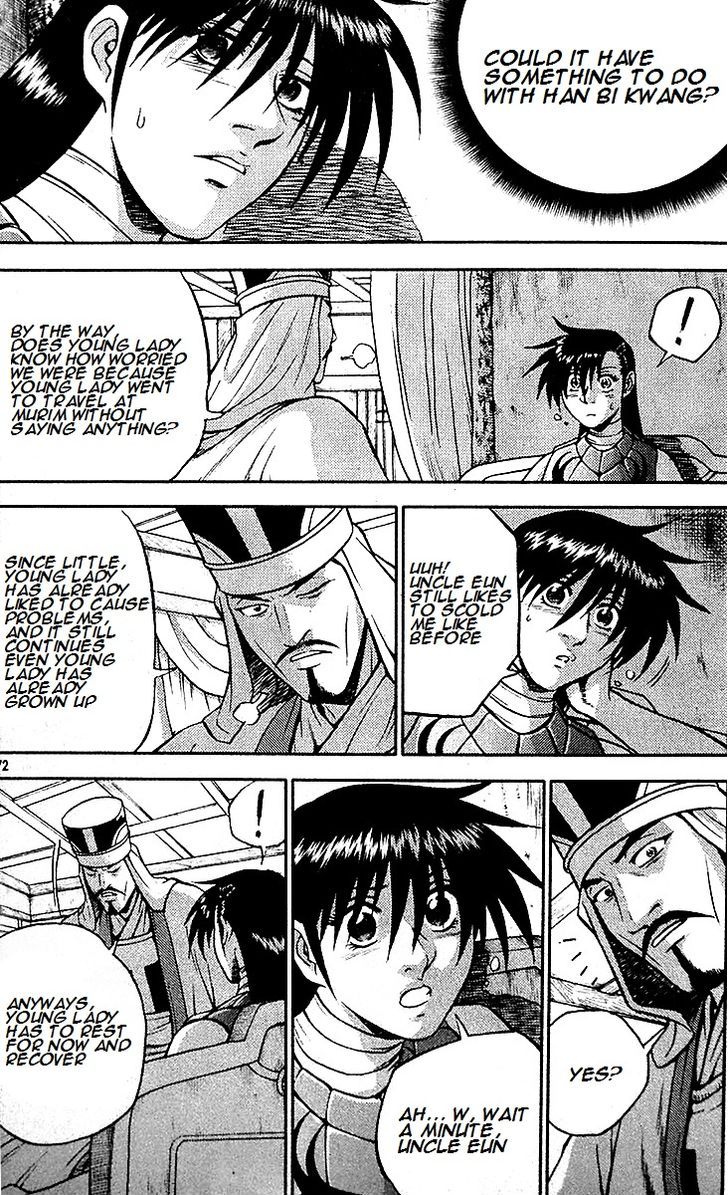 COULD IT HAVE
SOMETHING TO DO
WITH HAN BI KWANG?
BY THE WAY,
DOES YOUNG LADY
KNOW HOW WORRIED
WE WERE BECAUSE
YOUNG LADY WENT
TO TRAVEL AT
MURIM WITHOUT
SAYING ANYTHING?
!
SINCE LITTLE,
YOUNG LADY
HAS ALREADY
LIKED TO CAUSE
PROBLEMS,
AND IT STILL
CONTINUES
EVEN YOUNG
LADY HAS
ALREADY
GROWN UP
UUH!
UNCLE EUN
STILL LIKES
TO SCOLD
ME LIKE
BEFORE
72
!
ANYWAYS,
YOUNG LADY
HAS TO REST
FOR NOW AND
RECOVER
AH... W, WAIT
A MINUTE,
UNCLE EUN
YES?